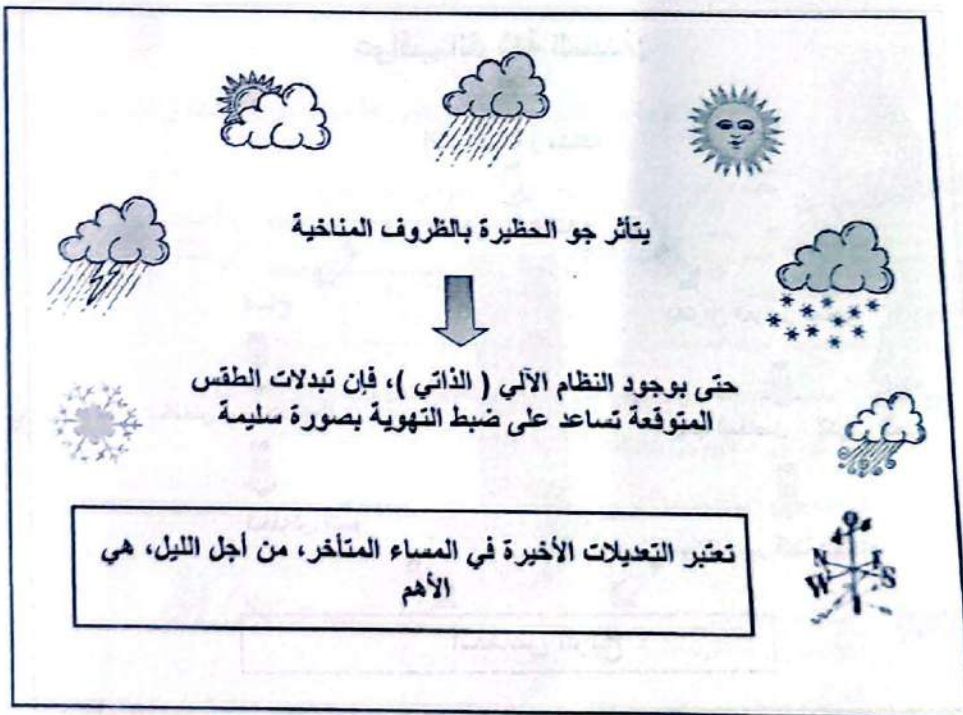 يتأثر جو الحظيرة بالظروف المناخية
حتى بوجود النظام الآلي ( الذاتي )، فإن تبدلات الطقس
المتوقعة تساعد على ضبط التهوية بصورة سليمة
تعتبر التعديلات الأخيرة في المساء المتأخر، من أجل الليل، هي
الأهم
N
E
W
S